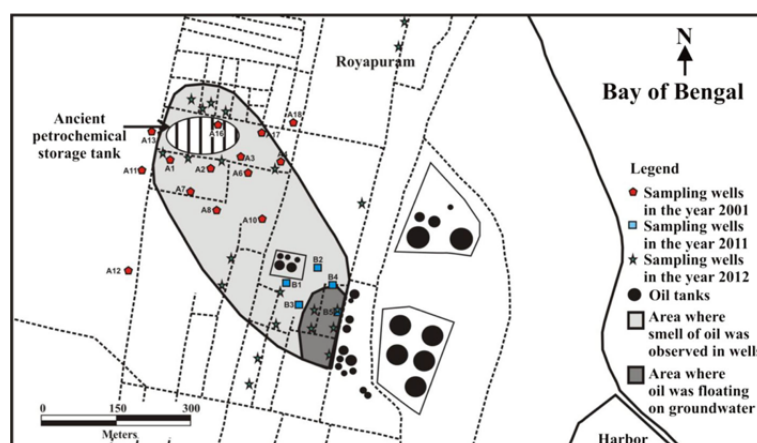 Royapuram
N
Bay of Bengal
Ancient
petrochemical
storage tank
A18
A16
A17
A13
A3
A1
A2
A6
A11
A7
A8
A10
A12
B2
B1
B4
B3
B5
Legend
Sampling wells
in the year 2001
Sampling wells
in the year 2011
Sampling wells
in the year 2012
Oil tanks
Area where
smell of oil was
observed in wells
Area where
oil was floating
on groundwater
0 150 300
Meters
Harbor